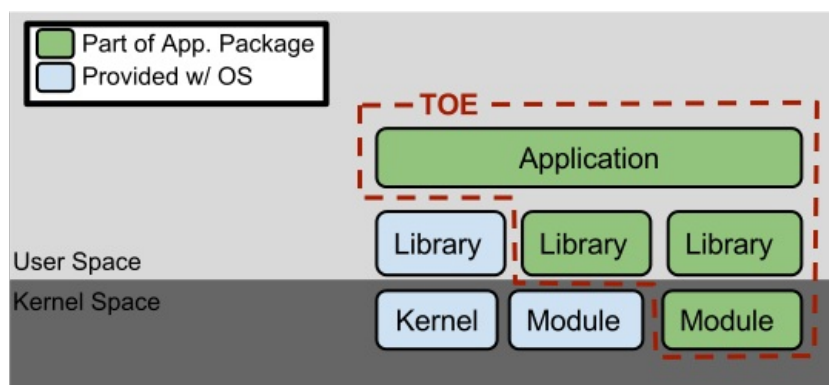 Part of App. Package
Provided w/ OS
TOE
Application
Library Library Library
User Space
Kernel Space
Kernel Module Module